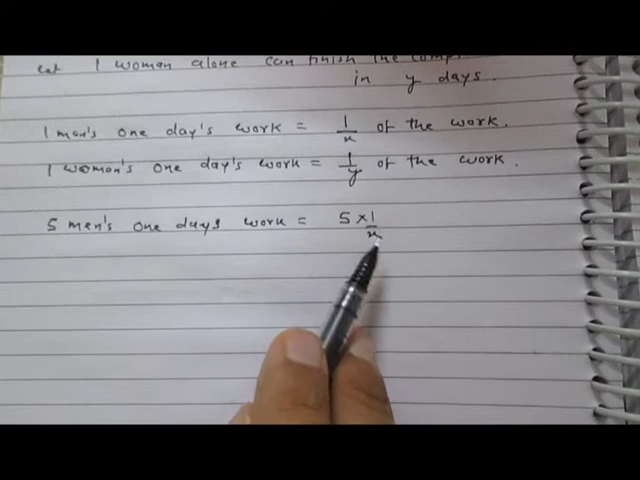 Let 1 woman alone can finish the
in y days.
1 man's one day's work = 1/x of the work.
1 woman's one day's work = 1/y of the work.
5 men's one days work = 5 × 1/x